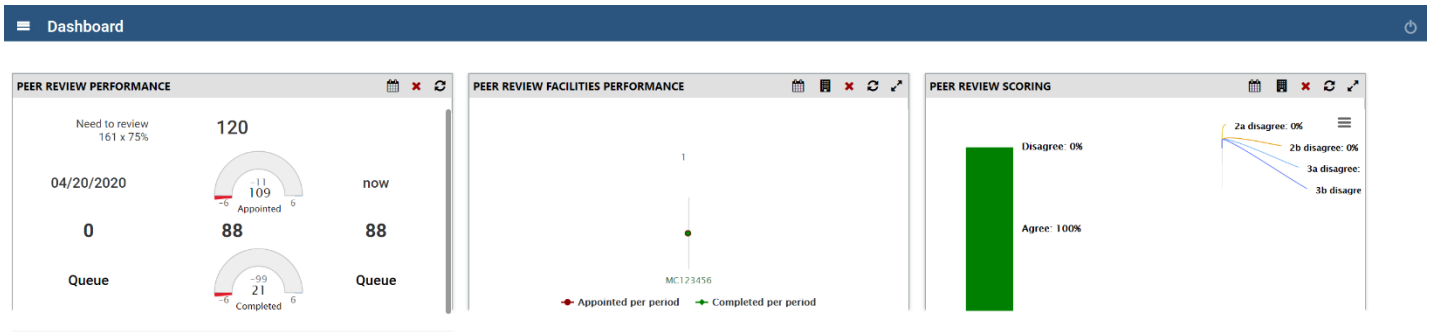 Dashboard
PEER REVIEW PERFORMANCE
Need to review
161 x 75%
120
04/20/2020
-11
109
-6
6
Appointed
now
0
88
88
Queue
-99
21
-6
6
Completed
Queue
PEER REVIEW FACILITIES PERFORMANCE
1
MC123456
Appointed per period
Completed per period
PEER REVIEW SCORING
Disagree: 0%
Agree: 100%
2a disagree: 0%
2b disagree: 0%
3a disagree:
3b disagre